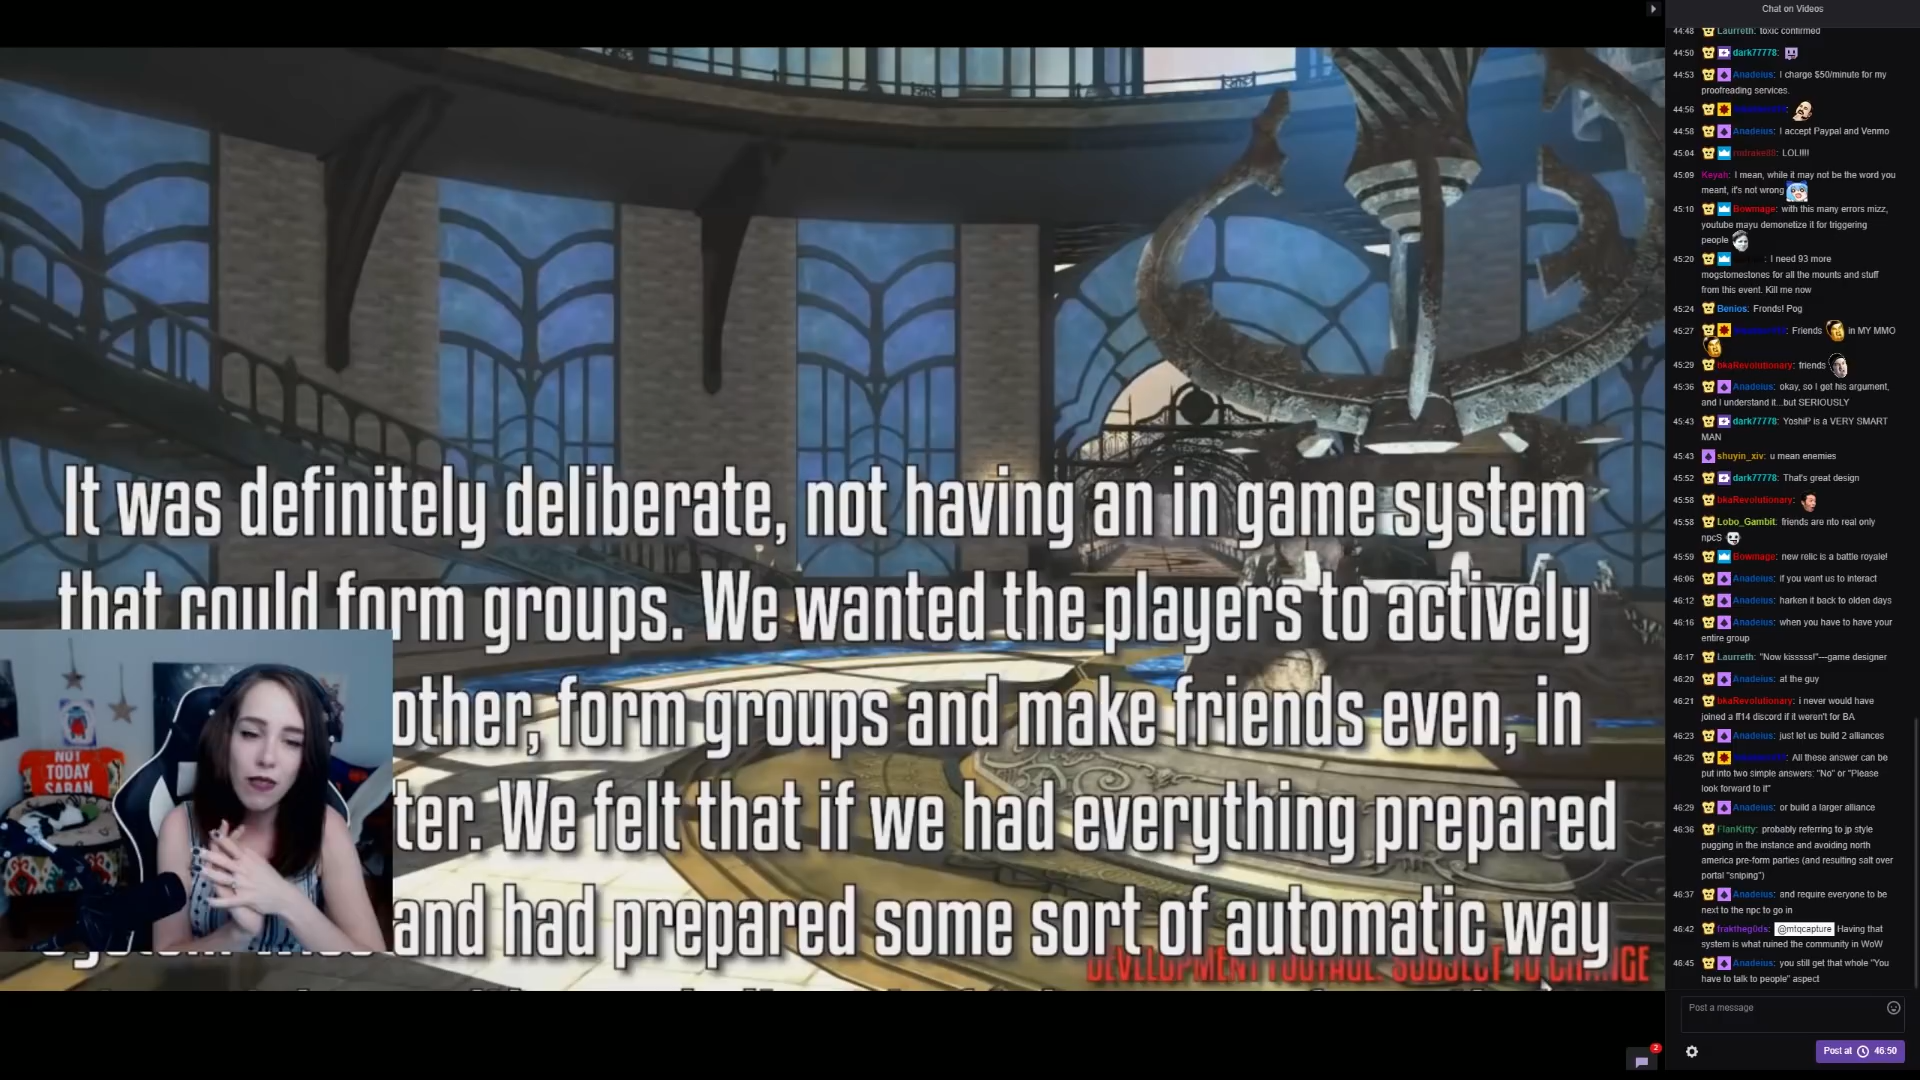 It was definitely deliberate, not having an in game system
that could form groups. We wanted the players to actively
other, form groups and make friends even, in
ter. We felt that if we had everything prepared
and had prepared some sort of automatic way
DEVELOPMENT FOOTAGE. SUBJECT TO CHANGE
NOT
TODAY
SABAN
Chat on Videos
44:48 Laurreth: toxic confirmed
44:50 dark77778:
44:53 Anadeius: I charge $50/minute for my
proofreading services.
44:56
44:58 Anadeius: I accept Paypal and Venmo
45:04 mdrake88: LOL!!!!
45:09 Keyah: I mean, while it may not be the word you
meant, it's not wrong
45:10 Bowmage: with this many errors mizz,
youtube mayu demonetize it for triggering
people
45:20 : I need 93 more
mogstomestones for all the mounts and stuff
from this event. Kill me now
45:24 Benios: Fronds! Pog
45:27 : Friends in MY MMO
45:29 bkaRevolutionary: friends
45:36 Anadeius: okay, so I get his argument,
and I understand it...but SERIOUSLY
45:43 dark77778: YoshiP is a VERY SMART
MAN
45:43 shuyin_xiv: u mean enemies
45:52 dark77778: That's great design
45:58 bkaRevolutionary:
45:58 Lobo_Gambit: friends are nto real only
npcS
45:59 Bowmage: new relic is a battle royale!
46:06 Anadeius: if you want us to interact
46:12 Anadeius: harken it back to olden days
46:16 Anadeius: when you have to have your
entire group
46:17 Laurreth: "Now kisssss!"---game designer
46:20 Anadeius: at the guy
46:21 bkaRevolutionary: i never would have
joined a ff14 discord if it weren't for BA
46:23 Anadeius: just let us build 2 alliances
46:26 : All these answer can be
put into two simple answers: "No" or "Please
look forward to it"
46:29 Anadeius: or build a larger alliance
46:36 FlanKitty: probably referring to jp style
pugging in the instance and avoiding north
america pre-form parties (and resulting salt over
portal "sniping")
46:37 Anadeius: and require everyone to be
next to the npc to go in
46:42 fraktheg0ds: @mtqcapture Having that
system is what ruined the community in WoW
46:45 Anadeius: you still get that whole "You
have to talk to people" aspect
Post a message
2
Post at 46:50